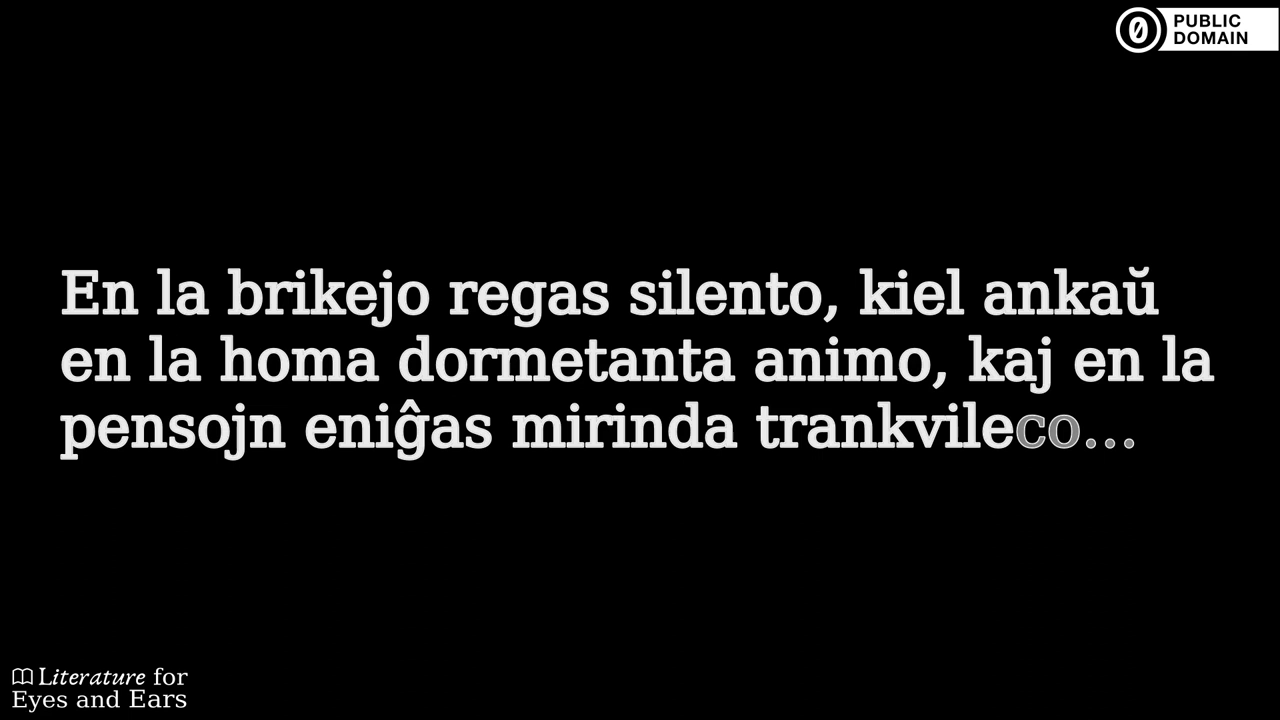 PUBLIC
DOMAIN
En la brikejo regas silento, kiel ankaŭ
en la homa dormetanta animo, kaj en la
pensojn eniĝas mirinda trankvileco...
Literature for
Eyes and Ears